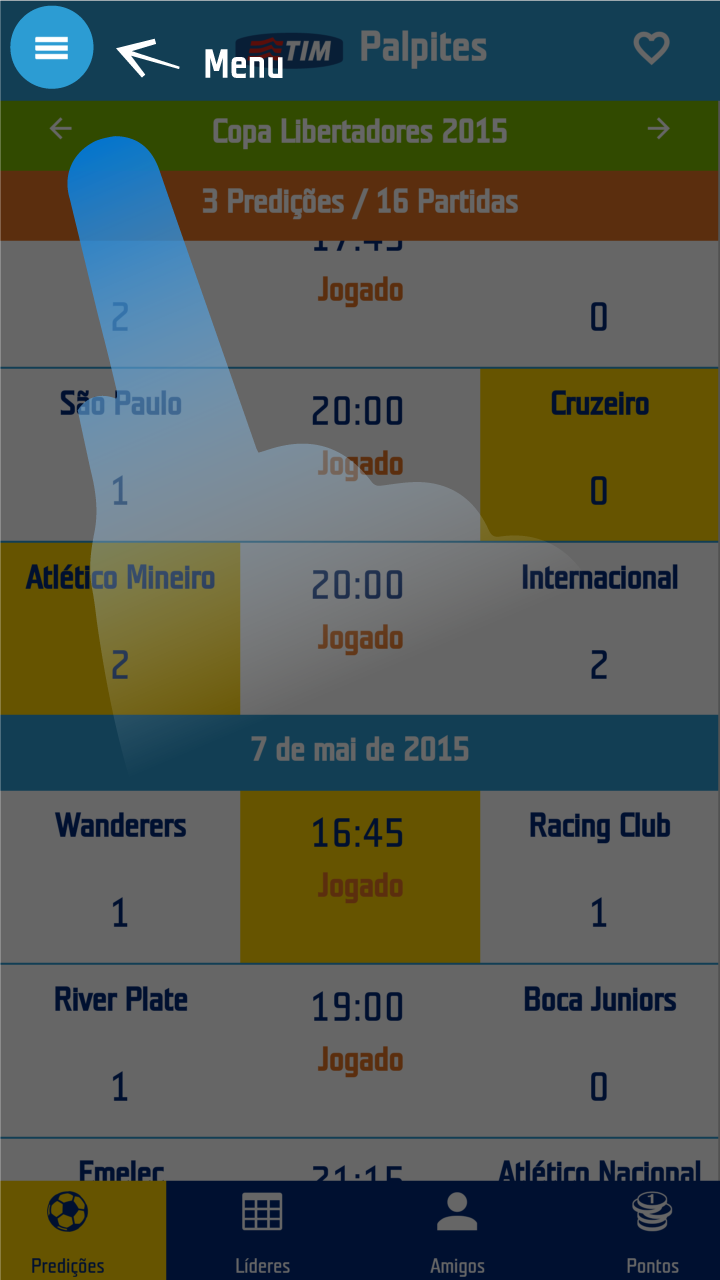 TIM Palpites
Menu
Copa Libertadores 2015
3 Predições / 16 Partidas
17:45
Jogado
2 0
São Paulo 20:00 Cruzeiro
Jogado
1 0
Atlético Mineiro 20:00 Internacional
Jogado
2 2
7 de mai de 2015
Wanderers 16:45 Racing Club
Jogado
1 1
River Plate 19:00 Boca Juniors
Jogado
1 0
Emelec 21:15 Atlético Nacional
1
Predições Líderes Amigos Pontos